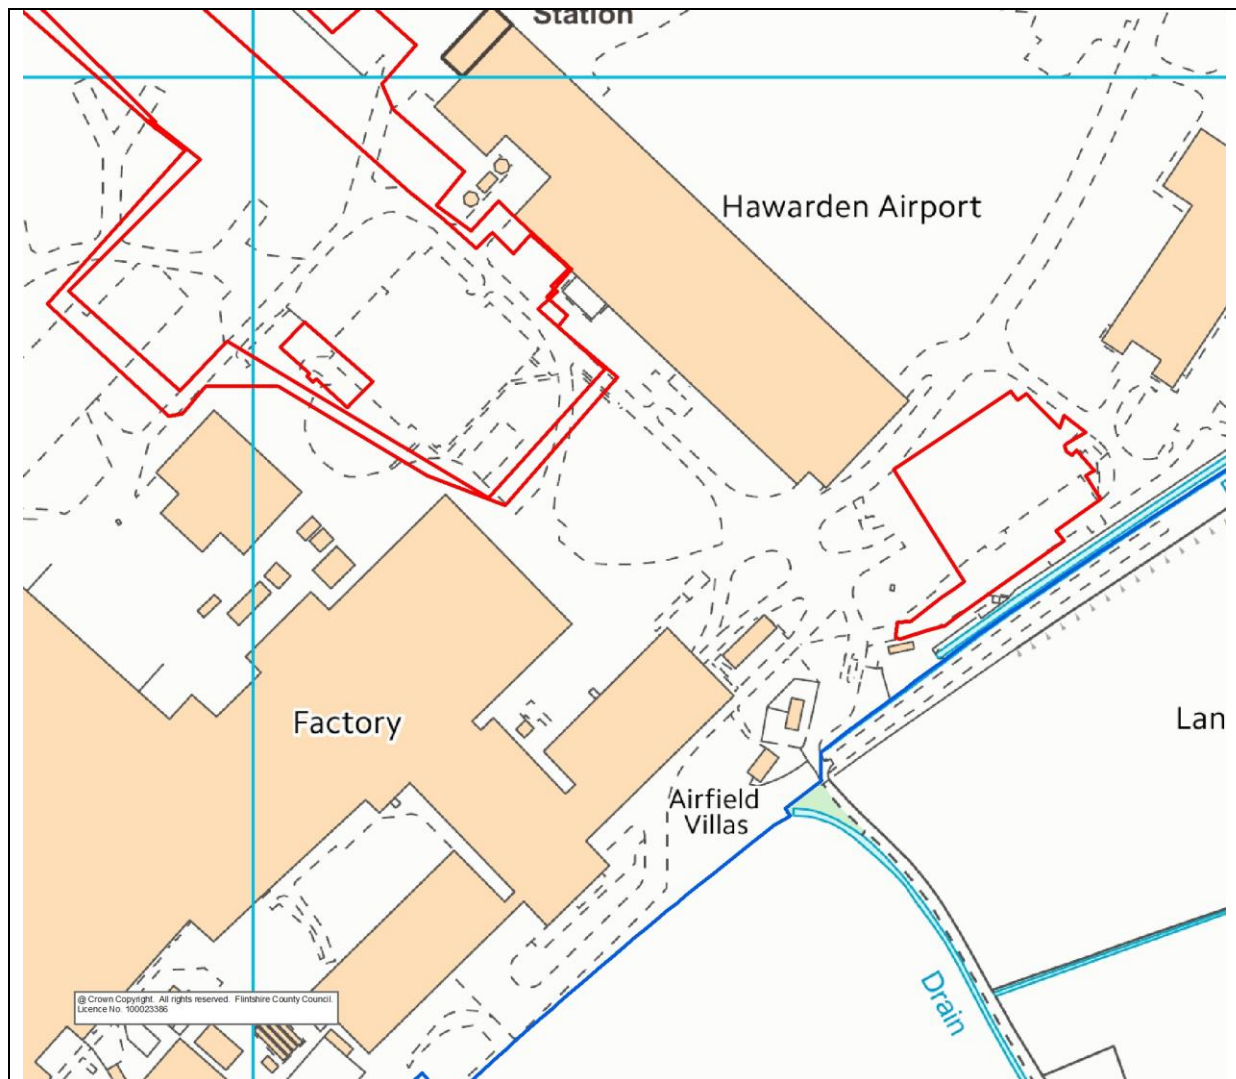 Station
Hawarden Airport
Factory
Lan
Airfield
Villas
Drain
@ Crown Copyright. All rights reserved. Flintshire County Council.
Licence No. 100023386